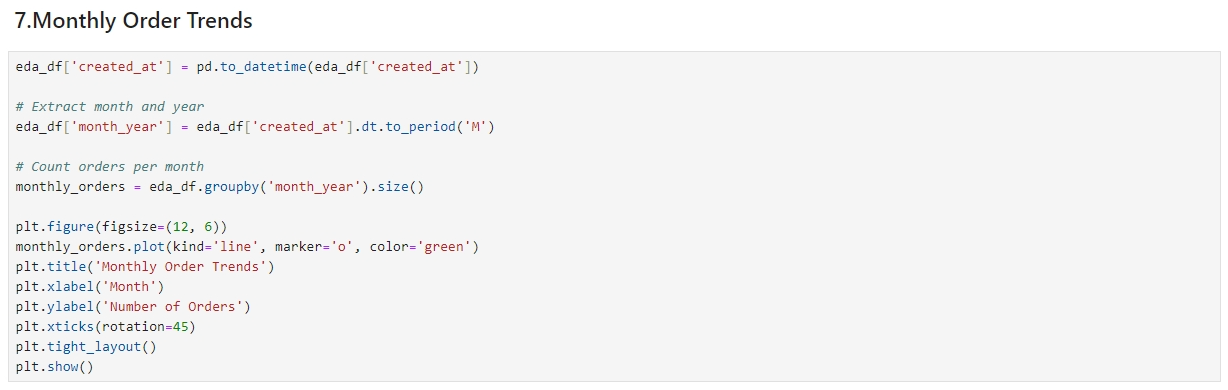 7.Monthly Order Trends
eda_df['created_at'] = pd.to_datetime(eda_df['created_at'])
# Extract month and year
eda_df['month_year'] = eda_df['created_at'].dt.to_period('M')
# Count orders per month
monthly_orders = eda_df.groupby('month_year').size()
plt.figure(figsize=(12, 6))
monthly_orders.plot(kind='line', marker='o', color='green')
plt.title('Monthly Order Trends')
plt.xlabel('Month')
plt.ylabel('Number of Orders')
plt.xticks(rotation=45)
plt.tight_layout()
plt.show()